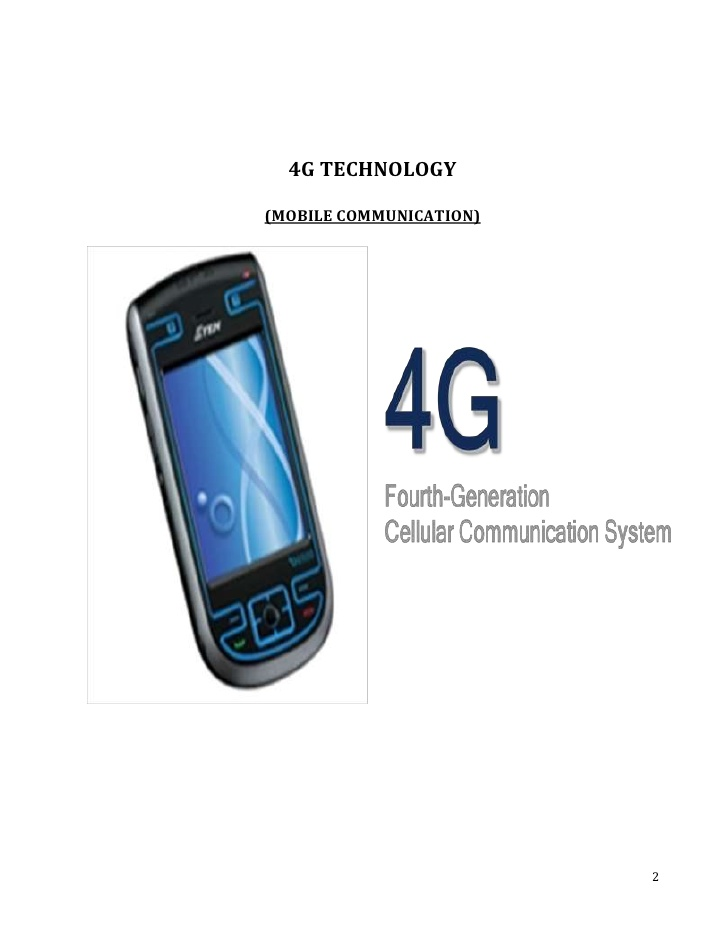 4G TECHNOLOGY
(MOBILE COMMUNICATION)
4G
Fourth-Generation
Cellular Communication System
2